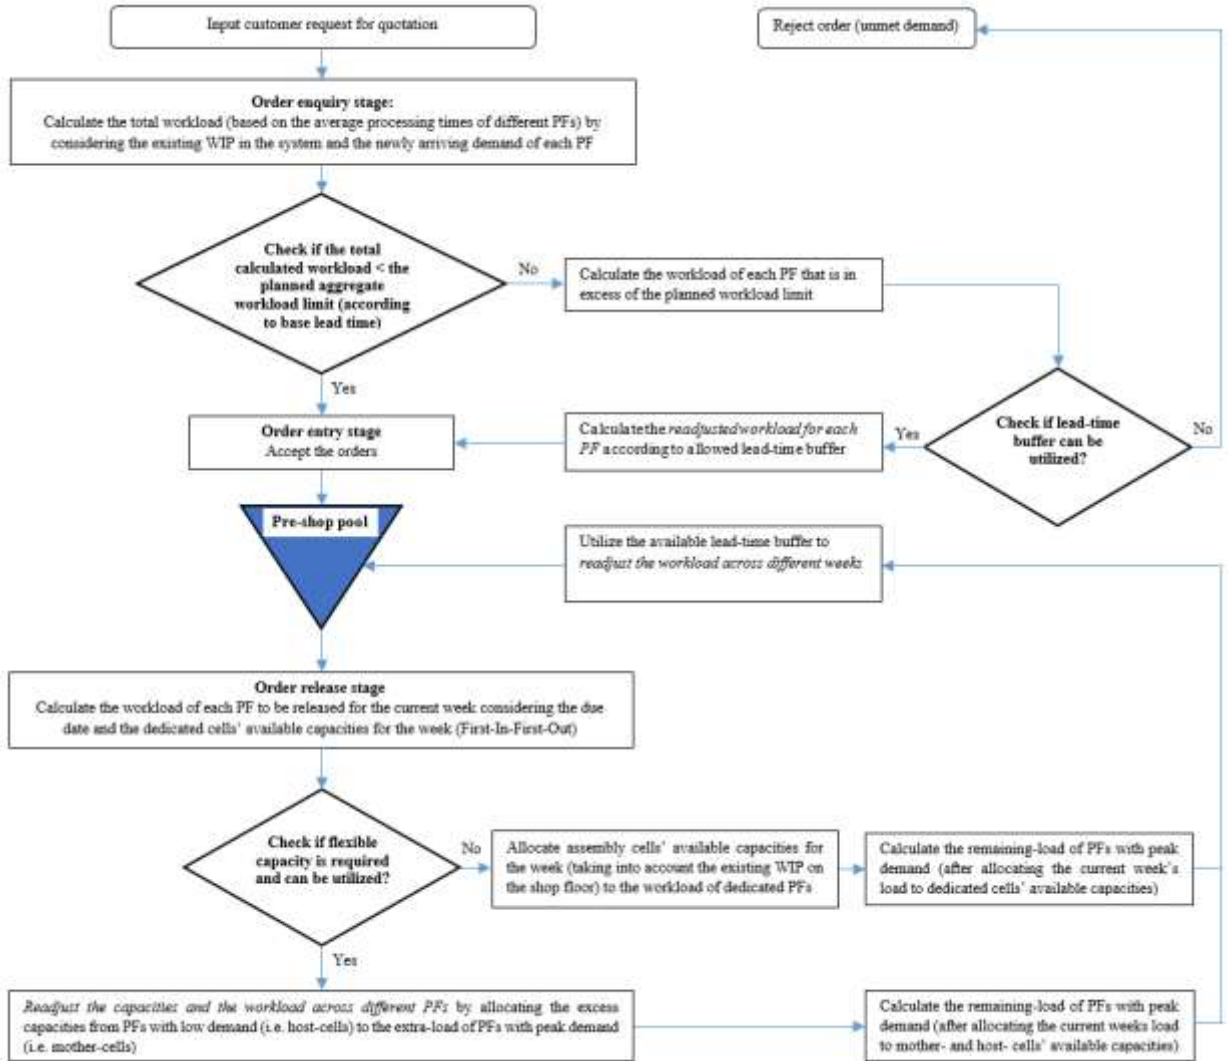 Input customer request for quotation
Reject order (unmet demand)
Order enquiry stage:
Calculate the total workload (based on the average processing times of different PFs) by
considering the existing WIP in the system and the newly arriving demand of each PF
Check if the total
calculated workload < the
planned aggregate
workload limit (according
to base lead time)
No
Calculate the workload of each PF that is in
excess of the planned workload limit
Yes
Order entry stage
Accept the orders
Calculate the readjusted workload for each
PF according to allowed lead-time buffer
Yes
Check if lead-time
buffer can be
utilized?
No
Pre-shop pool
Utilize the available lead-time buffer to
readjust the workload across different weeks
Order release stage
Calculate the workload of each PF to be released for the current week considering the due
date and the dedicated cells' available capacities for the week (First-In-First-Out)
Check if flexible
capacity is required
and can be utilized?
No
Allocate assembly cells' available capacities for
the week (taking into account the existing WIP on
the shop floor) to the workload of dedicated PFs
Calculate the remaining-load of PFs with peak
demand (after allocating the current week's
load to dedicated cells' available capacities)
Yes
Readjust the capacities and the workload across different PFs by allocating the excess
capacities from PFs with low demand (i.e. host-cells) to the extra-load of PFs with peak demand
(i.e. mother-cells)
Calculate the remaining-load of PFs with peak
demand (after allocating the current weeks load
to mother- and host- cells' available capacities)